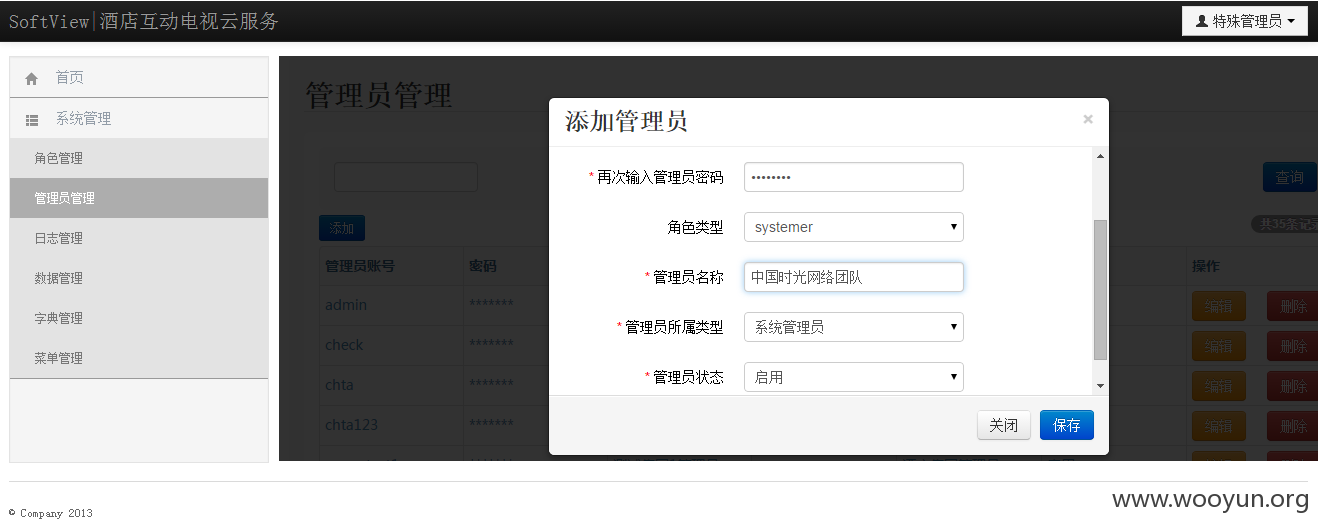 SoftView|酒店互动电视云服务
特殊管理员
首页
系统管理
角色管理
管理员管理
日志管理
数据管理
字典管理
菜单管理
管理员管理
查询
添加
共35条记录
管理员账号 密码 操作
admin ******* 编辑 删除
check ******* 编辑 删除
chta ******* 编辑 删除
chta123 ******* 编辑 删除
添加管理员 ×
*再次输入管理员密码 ••••••••
角色类型 systemer
*管理员名称 中国时光网络团队
*管理员所属类型 系统管理员
*管理员状态 启用
关闭 保存
© Company 2013
www.wooyun.org